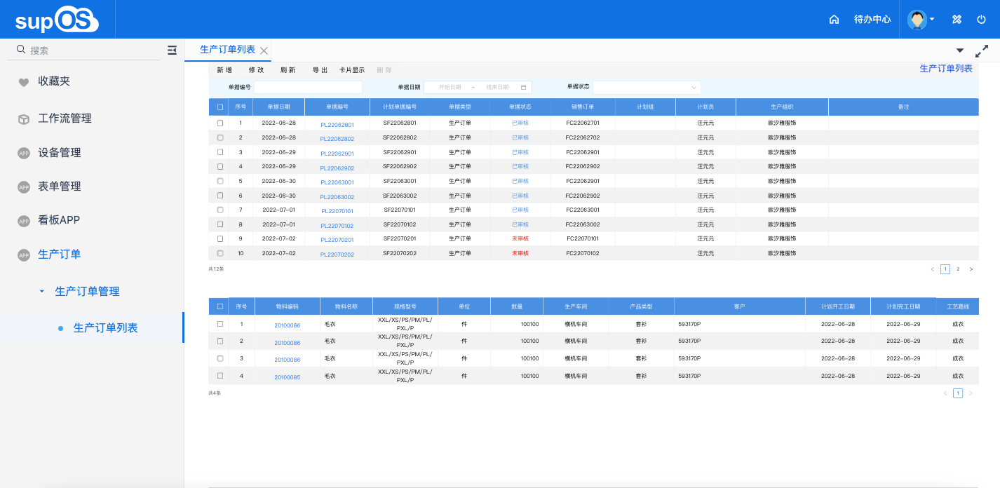 supOS 待办中心
搜索
收藏夹
工作流管理
APP 设备管理
APP 表单管理
APP 看板APP
APP 生产订单
生产订单管理
生产订单列表
生产订单列表
新增 修改 刷新 导出 卡片显示 删除 生产订单列表
单据编号 单据日期 开始日期 ~ 结束日期 单据状态
序号 单据日期 单据编号 计划单据编号 单据类型 单据状态 销售订单 计划组 计划员 生产组织 备注
1 2022-06-28 PL22062801 SF22062801 生产订单 已审核 FC22062701 汪元元 欧汐雅服饰
2 2022-06-28 PL22062802 SF22062802 生产订单 已审核 FC22062702 汪元元 欧汐雅服饰
3 2022-06-29 PL22062901 SF22062901 生产订单 已审核 FC22062901 汪元元 欧汐雅服饰
4 2022-06-29 PL22062902 SF22062902 生产订单 已审核 FC22062902 汪元元 欧汐雅服饰
5 2022-06-30 PL22063001 SF22063001 生产订单 已审核 FC22062901 汪元元 欧汐雅服饰
6 2022-06-30 PL22063002 SF22063002 生产订单 已审核 FC22062902 汪元元 欧汐雅服饰
7 2022-07-01 PL22070101 SF22070101 生产订单 已审核 FC22063001 汪元元 欧汐雅服饰
8 2022-07-01 PL22070102 SF22070102 生产订单 已审核 FC22063002 汪元元 欧汐雅服饰
9 2022-07-02 PL22070201 SF22070201 生产订单 未审核 FC22070101 汪元元 欧汐雅服饰
10 2022-07-02 PL22070202 SF22070202 生产订单 未审核 FC22070102 汪元元 欧汐雅服饰
共12条 < 1 2 >
序号 物料编码 物料名称 规格型号 单位 数量 生产车间 产品类型 客户 计划开工日期 计划完工日期 工艺路线
1 20100086 毛衣 XXL/XS/PS/PM/PL/PXL/P 件 100100 横机车间 套衫 593170P 2022-06-28 2022-06-29 成衣
2 20100086 毛衣 XXL/XS/PS/PM/PL/PXL/P 件 100100 横机车间 套衫 593170P 2022-06-28 2022-06-29 成衣
3 20100086 毛衣 XXL/XS/PS/PM/PL/PXL/P 件 100100 横机车间 套衫 593170P 2022-06-28 2022-06-29 成衣
4 20100085 毛衣 XXL/XS/PS/PM/PL/PXL/P 件 100100 横机车间 套衫 593170P 2022-06-28 2022-06-29 成衣
共4条 < 1 >